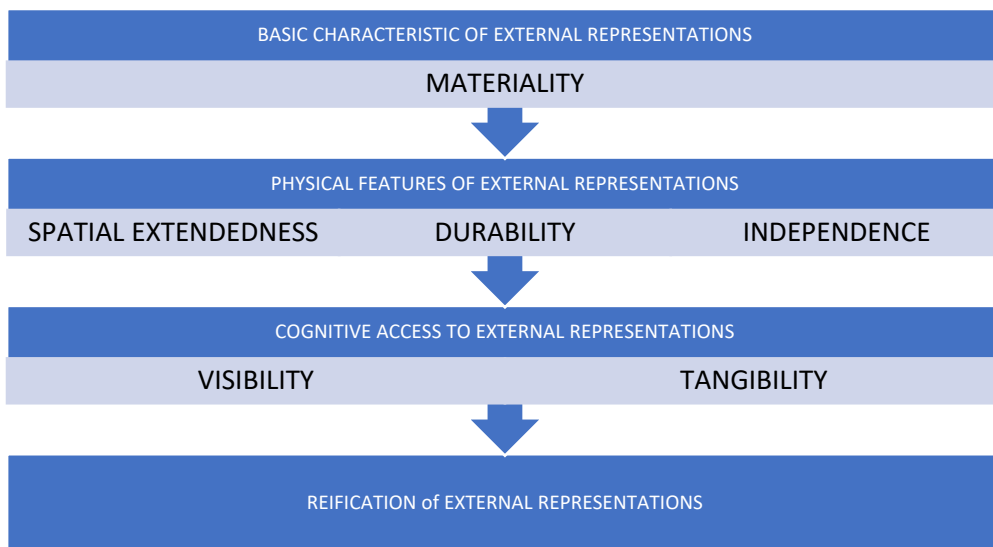 BASIC CHARACTERISTIC OF EXTERNAL REPRESENTATIONS
MATERIALITY
PHYSICAL FEATURES OF EXTERNAL REPRESENTATIONS
SPATIAL EXTENDEDNESS DURABILITY INDEPENDENCE
COGNITIVE ACCESS TO EXTERNAL REPRESENTATIONS
VISIBILITY TANGIBILITY
REIFICATION of EXTERNAL REPRESENTATIONS